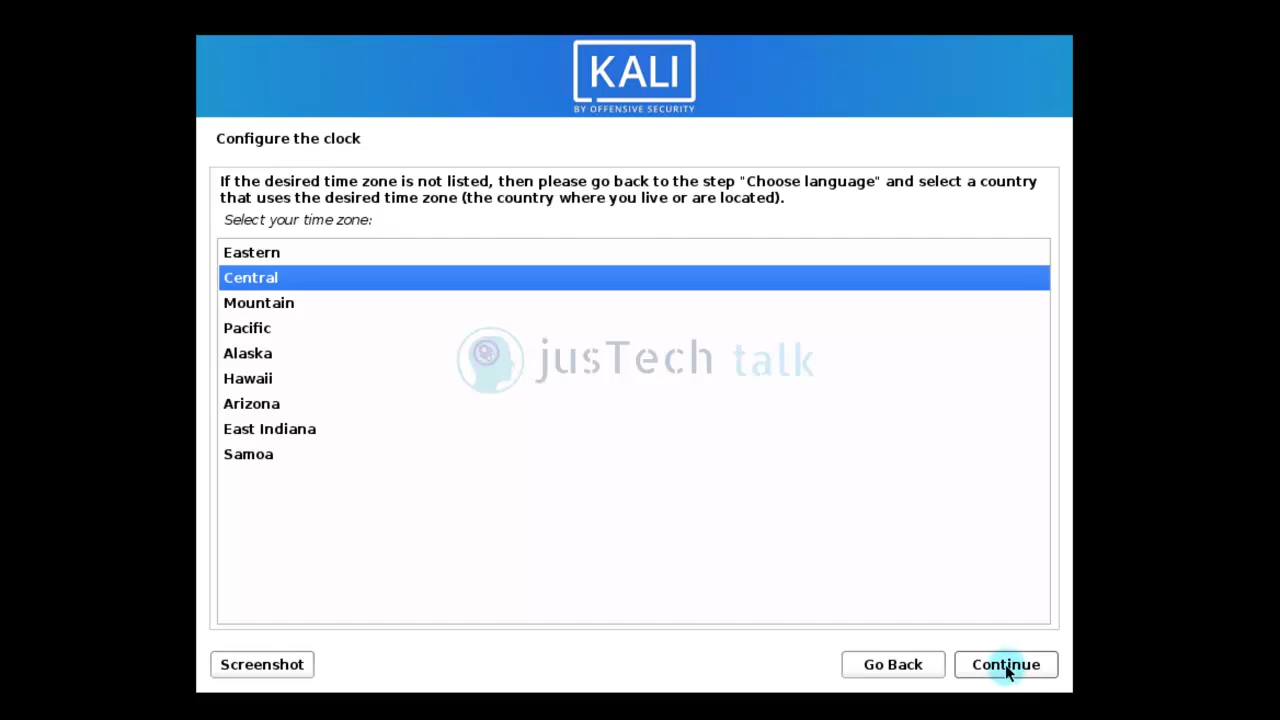 KALI
BY OFFENSIVE SECURITY
Configure the clock
If the desired time zone is not listed, then please go back to the step "Choose language" and select a country
that uses the desired time zone (the country where you live or are located).
Select your time zone:
Eastern
Central
Mountain
Pacific
Alaska
Hawaii
Arizona
East Indiana
Samoa
jusTech talk
Screenshot
Go Back
Continue